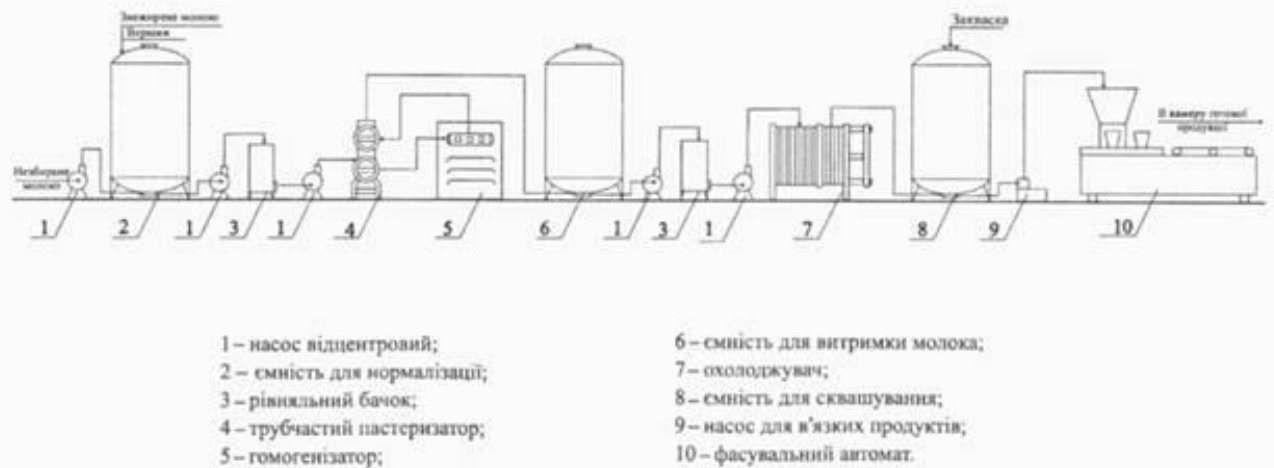 Знежирене молоко
Вершки
Закваска
В камеру готової
продукції
Незбиране
молоко
1 2 1 3 1 4 5 6 1 3 1 7 8 9 10
1 – насос відцентровий;
2 – ємність для нормалізації;
3 – рівняльний бачок;
4 – трубчастий пастеризатор;
5 – гомогенізатор;
6 – ємність для витримки молока;
7 – охолоджувач;
8 – ємність для сквашування;
9 – насос для в'язких продуктів;
10 – фасувальний автомат.